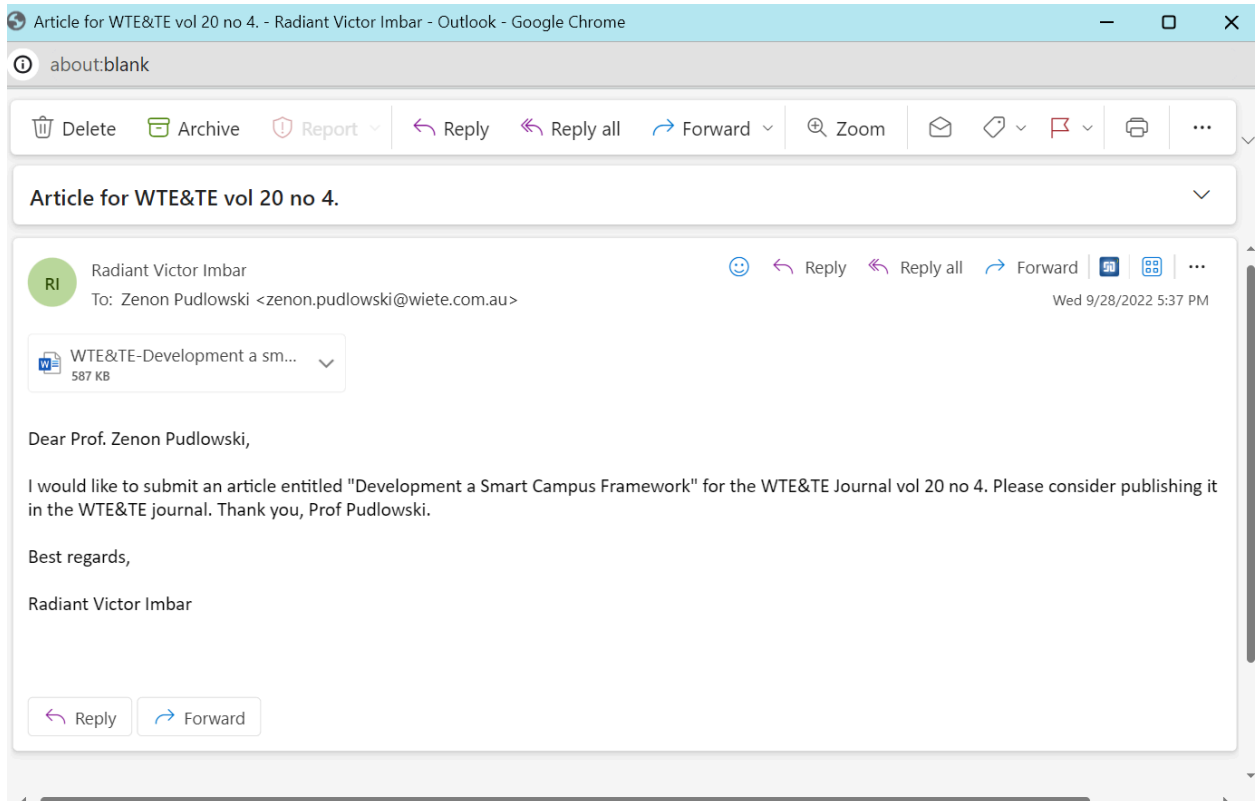 Article for WTE&TE vol 20 no 4. - Radiant Victor Imbar - Outlook - Google Chrome
about:blank
Delete Archive Report Reply Reply all Forward Zoom
Article for WTE&TE vol 20 no 4.
RI
Radiant Victor Imbar
Reply Reply all Forward
To: Zenon Pudlowski <zenon.pudlowski@wiete.com.au>
Wed 9/28/2022 5:37 PM
WTE&TE-Development a sm...
587 KB
Dear Prof. Zenon Pudlowski,
I would like to submit an article entitled "Development a Smart Campus Framework" for the WTE&TE Journal vol 20 no 4. Please consider publishing it
in the WTE&TE journal. Thank you, Prof Pudlowski.
Best regards,
Radiant Victor Imbar
Reply Forward